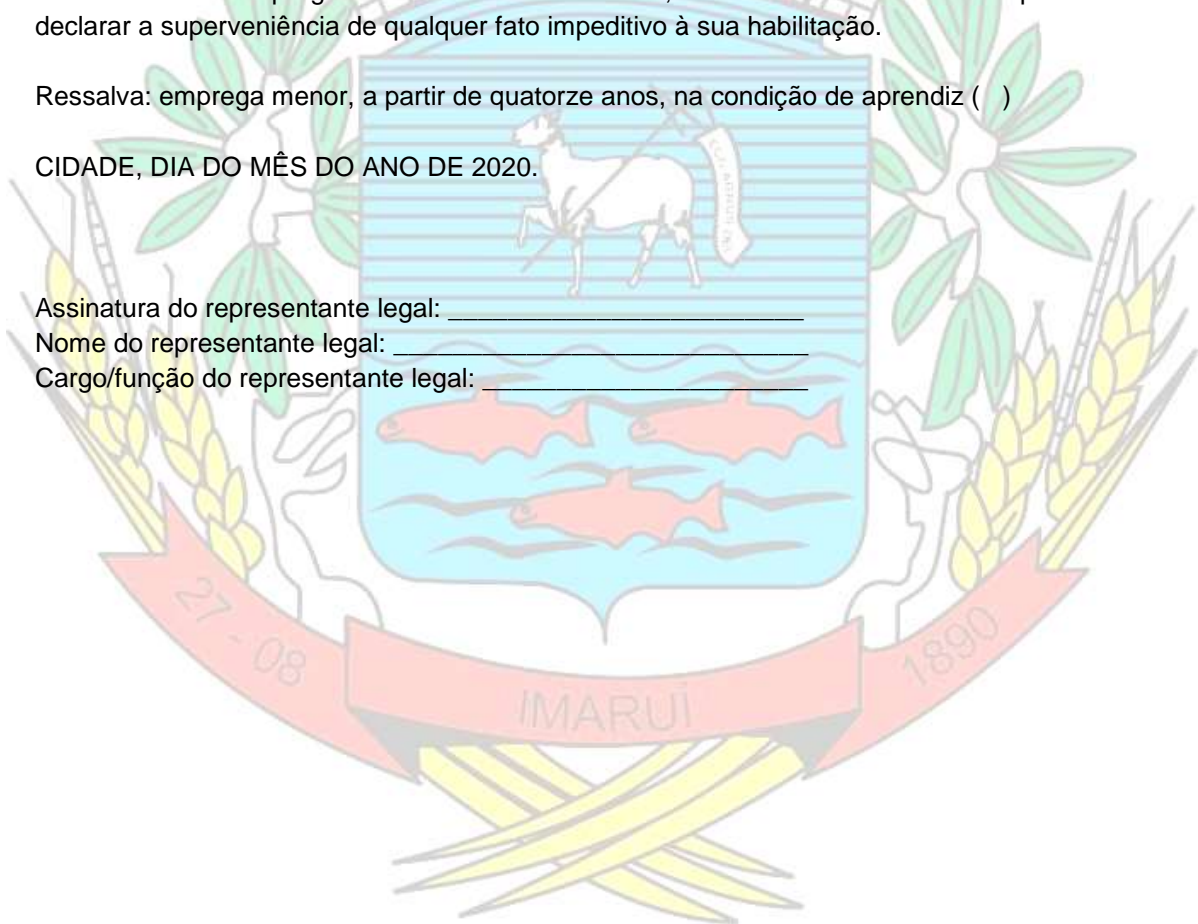 declarar a superveniência de qualquer fato impeditivo à sua habilitação.
Ressalva: emprega menor, a partir de quatorze anos, na condição de aprendiz ( )
CIDADE, DIA DO MÊS DO ANO DE 2020.
Assinatura do representante legal: ________________________
Nome do representante legal: ____________________________
Cargo/função do representante legal: ______________________
27 - 08
IMARUÍ
1890